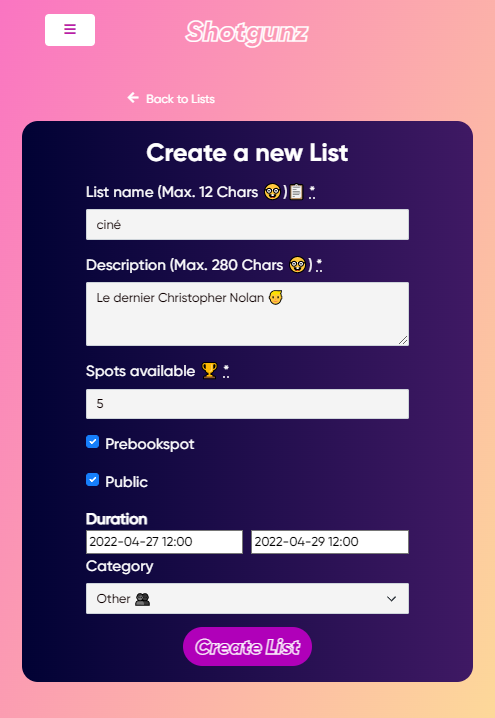 Shotgunz
Back to Lists
Create a new List
List name (Max. 12 Chars 🤓)📋 *
ciné
Description (Max. 280 Chars 🤓) *
Le dernier Christopher Nolan
Spots available 🏆 *
5
Prebookspot
Public
Duration
2022-04-27 12:00 2022-04-29 12:00
Category
Other 👥
Create List